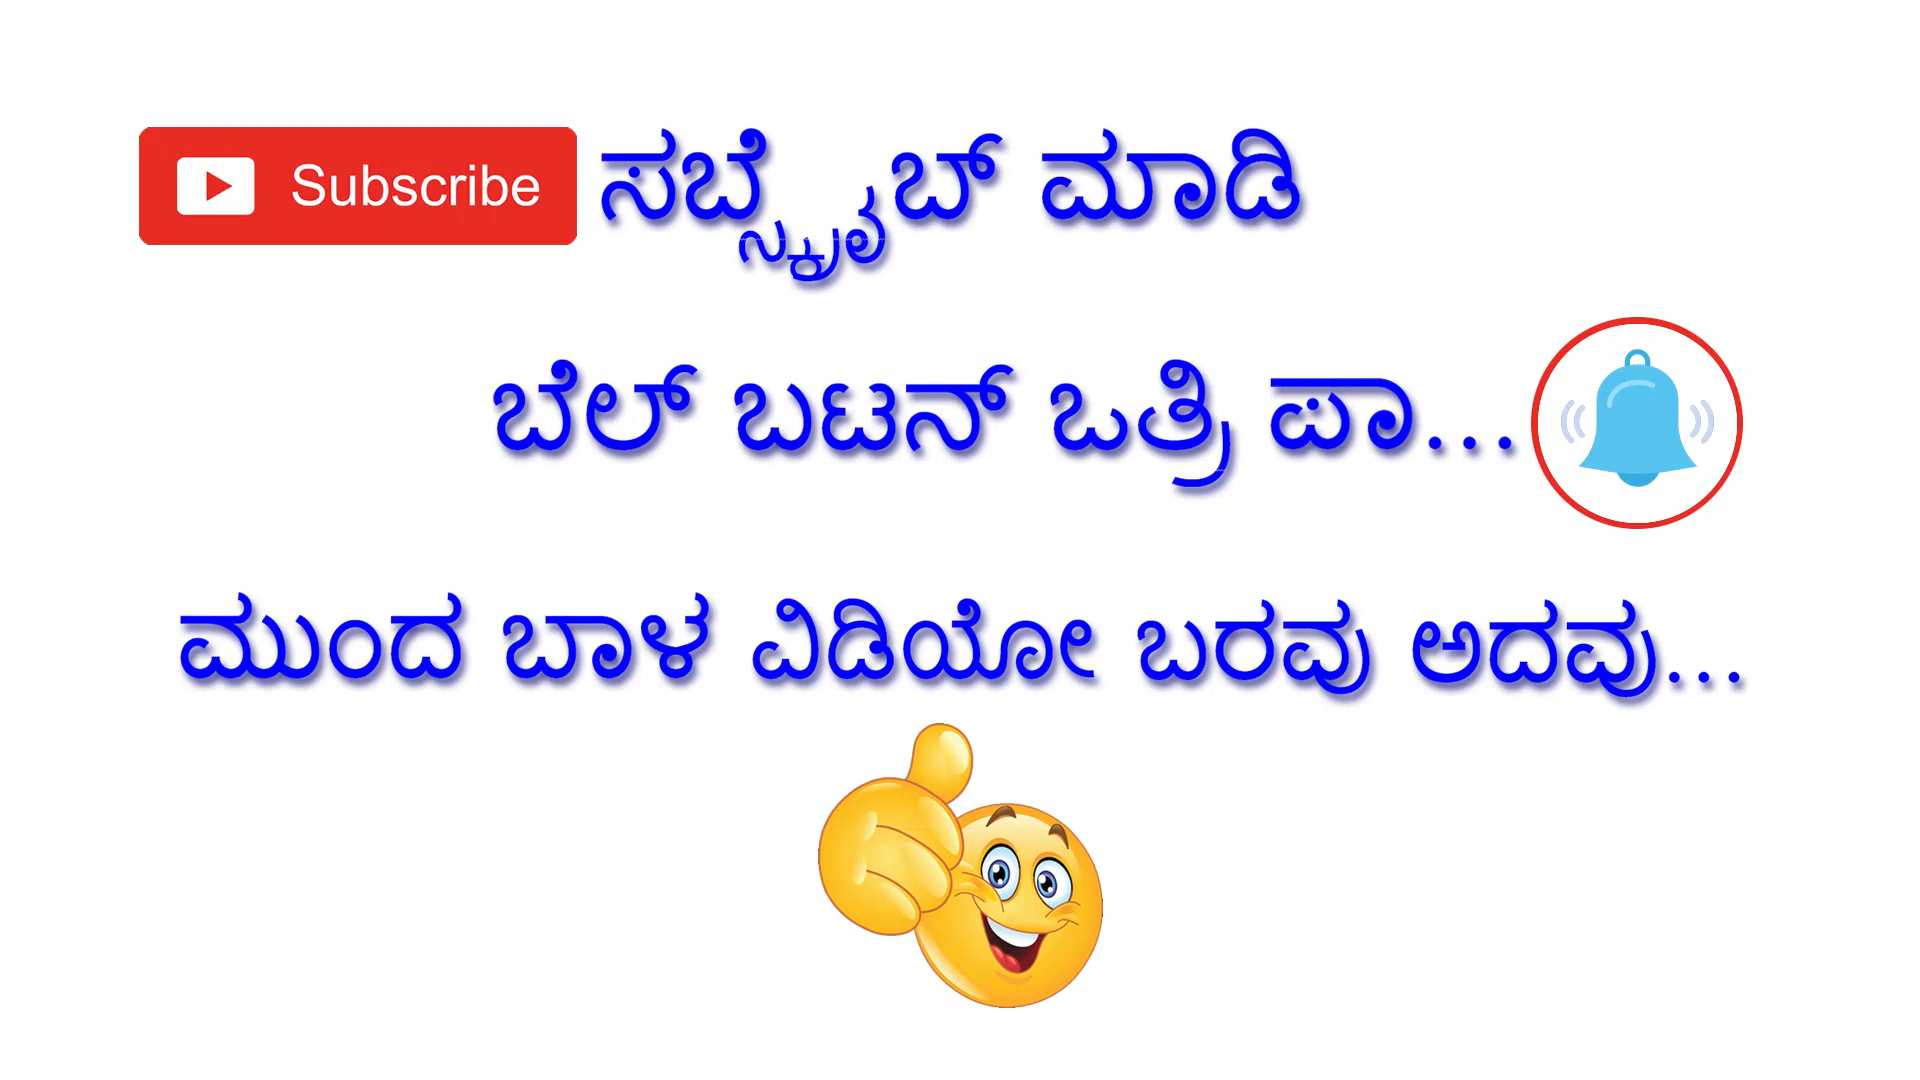 Subscribe ಸಬ್ಸ್ಕ್ರೈಬ್ ಮಾಡಿ
ಬೆಲ್ ಬಟನ್ ಒತ್ರಿ ಪಾ...
ಮುಂದ ಬಾಳ ವಿಡಿಯೋ ಬರವು ಅದವು...